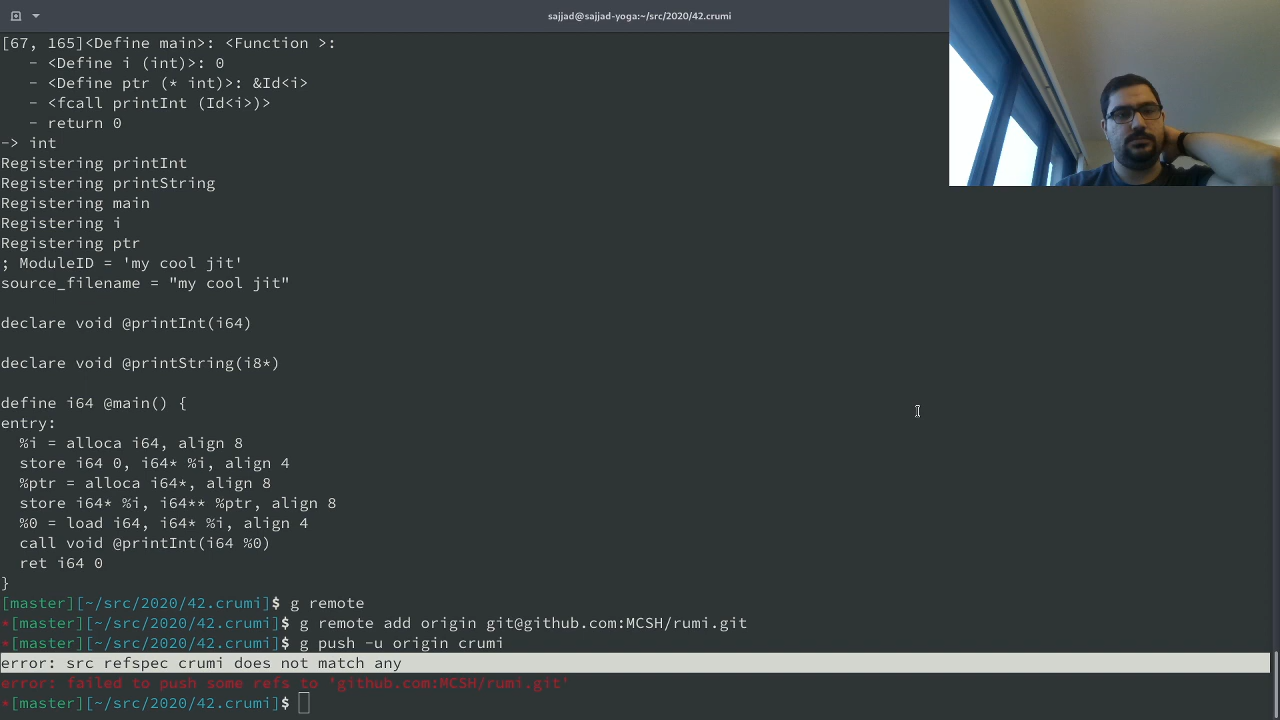 sajjad@sajjad-yoga:~/src/2020/42.crumi
[67, 165]<Define main>: <Function >:
   - <Define i (int)>: 0
   - <Define ptr (* int)>: &Id<i>
   - <fcall printInt (Id<i>)>
   - return 0
-> int
Registering printInt
Registering printString
Registering main
Registering i
Registering ptr
; ModuleID = 'my cool jit'
source_filename = "my cool jit"
declare void @printInt(i64)
declare void @printString(i8*)
define i64 @main() {
entry:
  %i = alloca i64, align 8
  store i64 0, i64* %i, align 4
  %ptr = alloca i64*, align 8
  store i64* %i, i64** %ptr, align 8
  %0 = load i64, i64* %i, align 4
  call void @printInt(i64 %0)
  ret i64 0
}
[master][~/src/2020/42.crumi]$ g remote
*[master][~/src/2020/42.crumi]$ g remote add origin git@github.com:MCSH/rumi.git
*[master][~/src/2020/42.crumi]$ g push -u origin crumi
error: src refspec crumi does not match any
error: failed to push some refs to 'github.com:MCSH/rumi.git'
*[master][~/src/2020/42.crumi]$